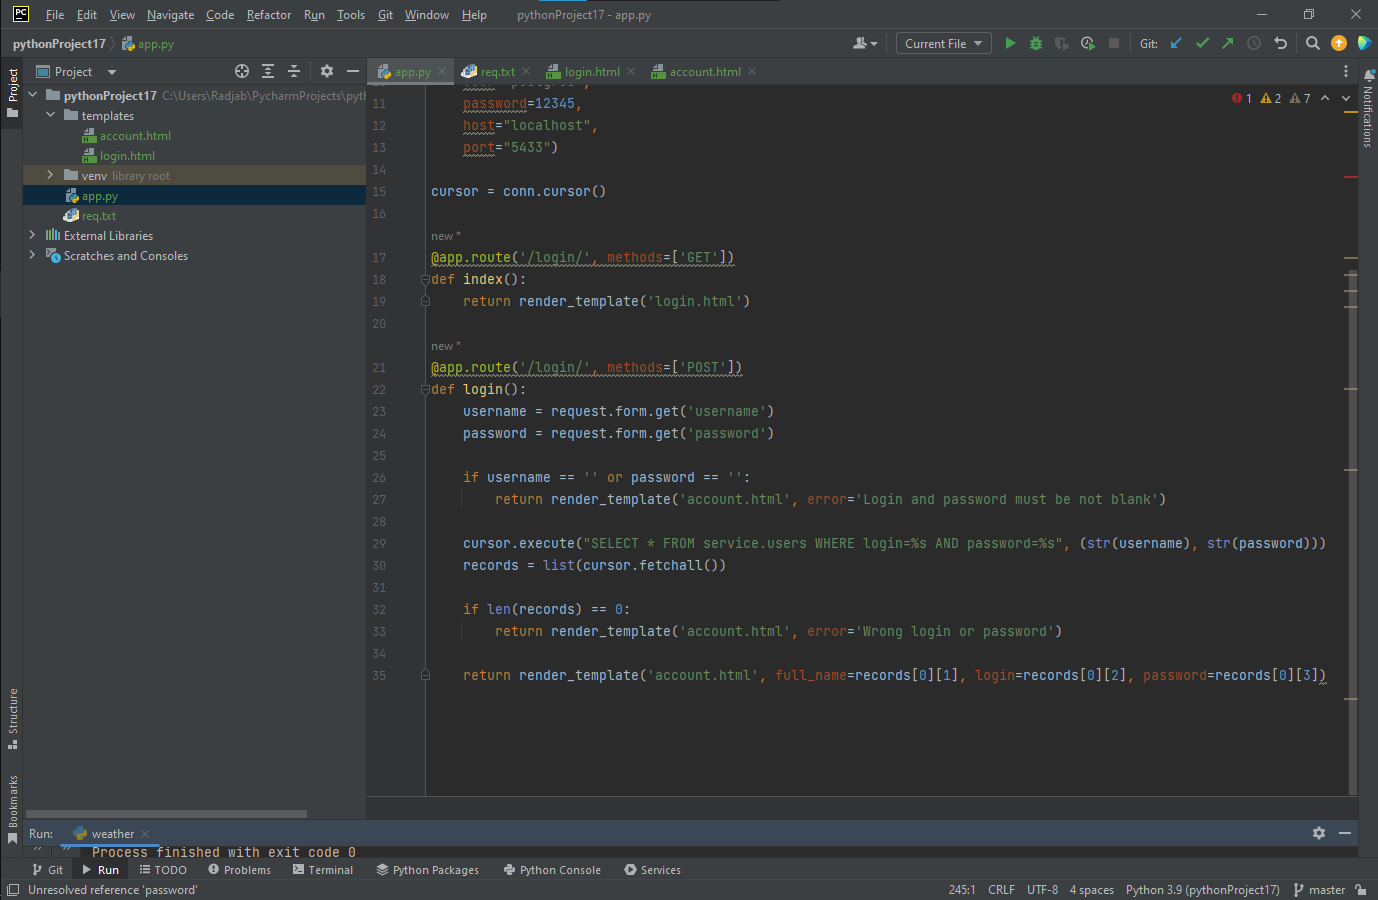 PC File Edit View Navigate Code Refactor Run Tools Git Window Help pythonProject17 - app.py
pythonProject17 app.py Current File Git:
Project
Project app.py req.txt login.html account.html
pythonProject17 C:\Users\Radjab\PycharmProjects\pyth
templates
account.html
login.html
venv library root
app.py
req.txt
External Libraries
Scratches and Consoles
1 2 7
Notifications
11 password=12345,
12 host="localhost",
13 port="5433")
14
15 cursor = conn.cursor()
16
new *
17 @app.route('/login/', methods=['GET'])
18 def index():
19 return render_template('login.html')
20
new *
21 @app.route('/login/', methods=['POST'])
22 def login():
23 username = request.form.get('username')
24 password = request.form.get('password')
25
26 if username == '' or password == '':
27 return render_template('account.html', error='Login and password must be not blank')
28
29 cursor.execute("SELECT * FROM service.users WHERE login=%s AND password=%s", (str(username), str(password)))
30 records = list(cursor.fetchall())
31
32 if len(records) == 0:
33 return render_template('account.html', error='Wrong login or password')
34
35 return render_template('account.html', full_name=records[0][1], login=records[0][2], password=records[0][3])
Structure
Bookmarks
Run: weather
Process finished with exit code 0
Git Run TODO Problems Terminal Python Packages Python Console Services
Unresolved reference 'password' 245:1 CRLF UTF-8 4 spaces Python 3.9 (pythonProject17) master